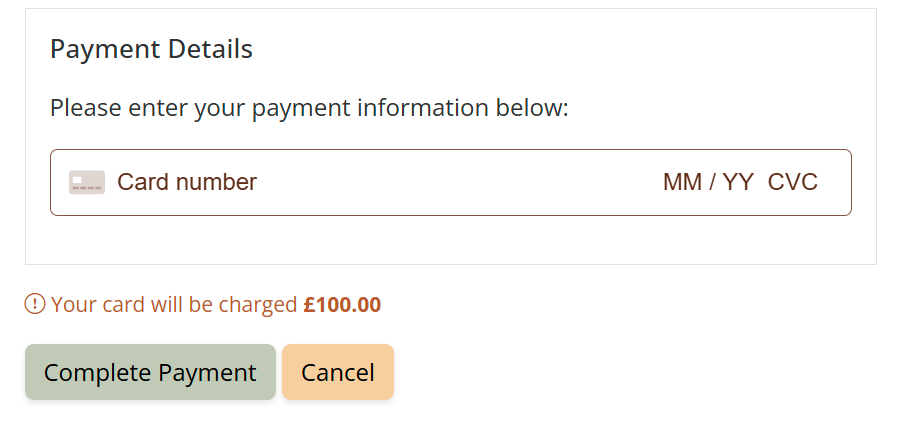 Payment Details
Please enter your payment information below:
Card number MM / YY CVC
Your card will be charged £100.00
Complete Payment Cancel